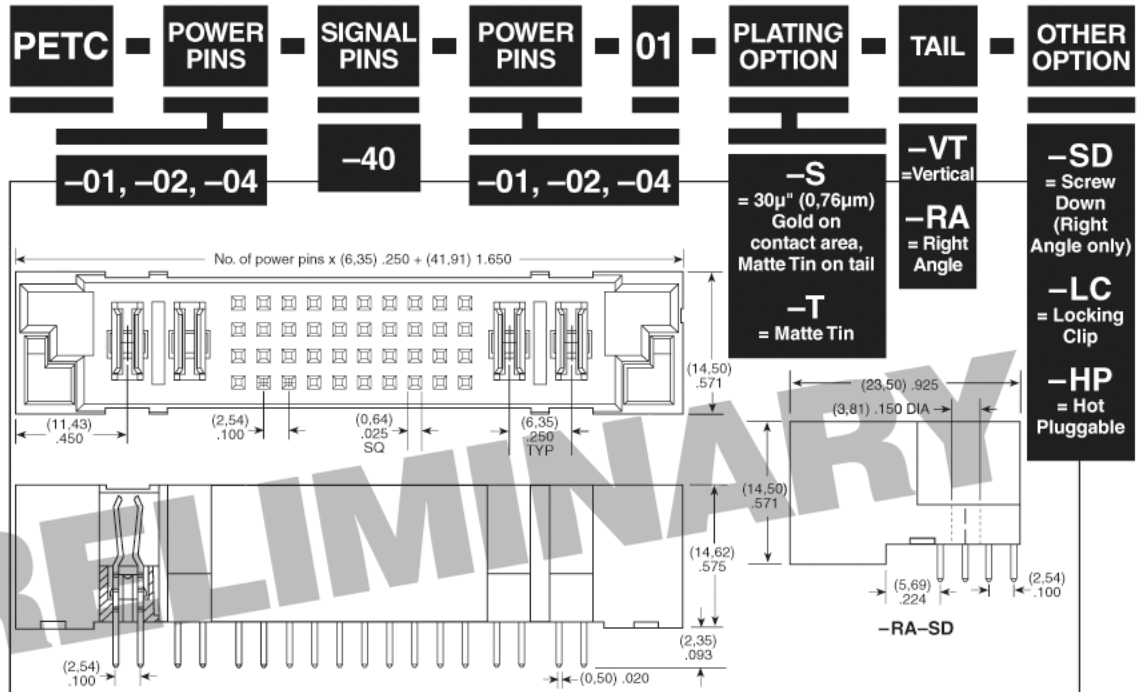 PETC - POWER PINS - SIGNAL PINS - POWER PINS - 01 - PLATING OPTION - TAIL - OTHER OPTION
–01, –02, –04
–40
–01, –02, –04
–S
= 30µ" (0,76µm)
Gold on
contact area,
Matte Tin on tail
–T
= Matte Tin
–VT
=Vertical
–RA
= Right
Angle
–SD
= Screw
Down
(Right
Angle only)
–LC
= Locking
Clip
–HP
= Hot
Pluggable
No. of power pins x (6,35) .250 + (41,91) 1.650
(14,50)
.571
(11,43)
.450
(2,54)
.100
(0,64)
.025
SQ
(6,35)
.250
TYP
(23,50) .925
(3,81) .150 DIA
(14,50)
.571
(5,69)
.224
(2,54)
.100
–RA–SD
(14,62)
.575
(2,35)
.093
(2,54)
.100
(0,50) .020
RELIMINARY